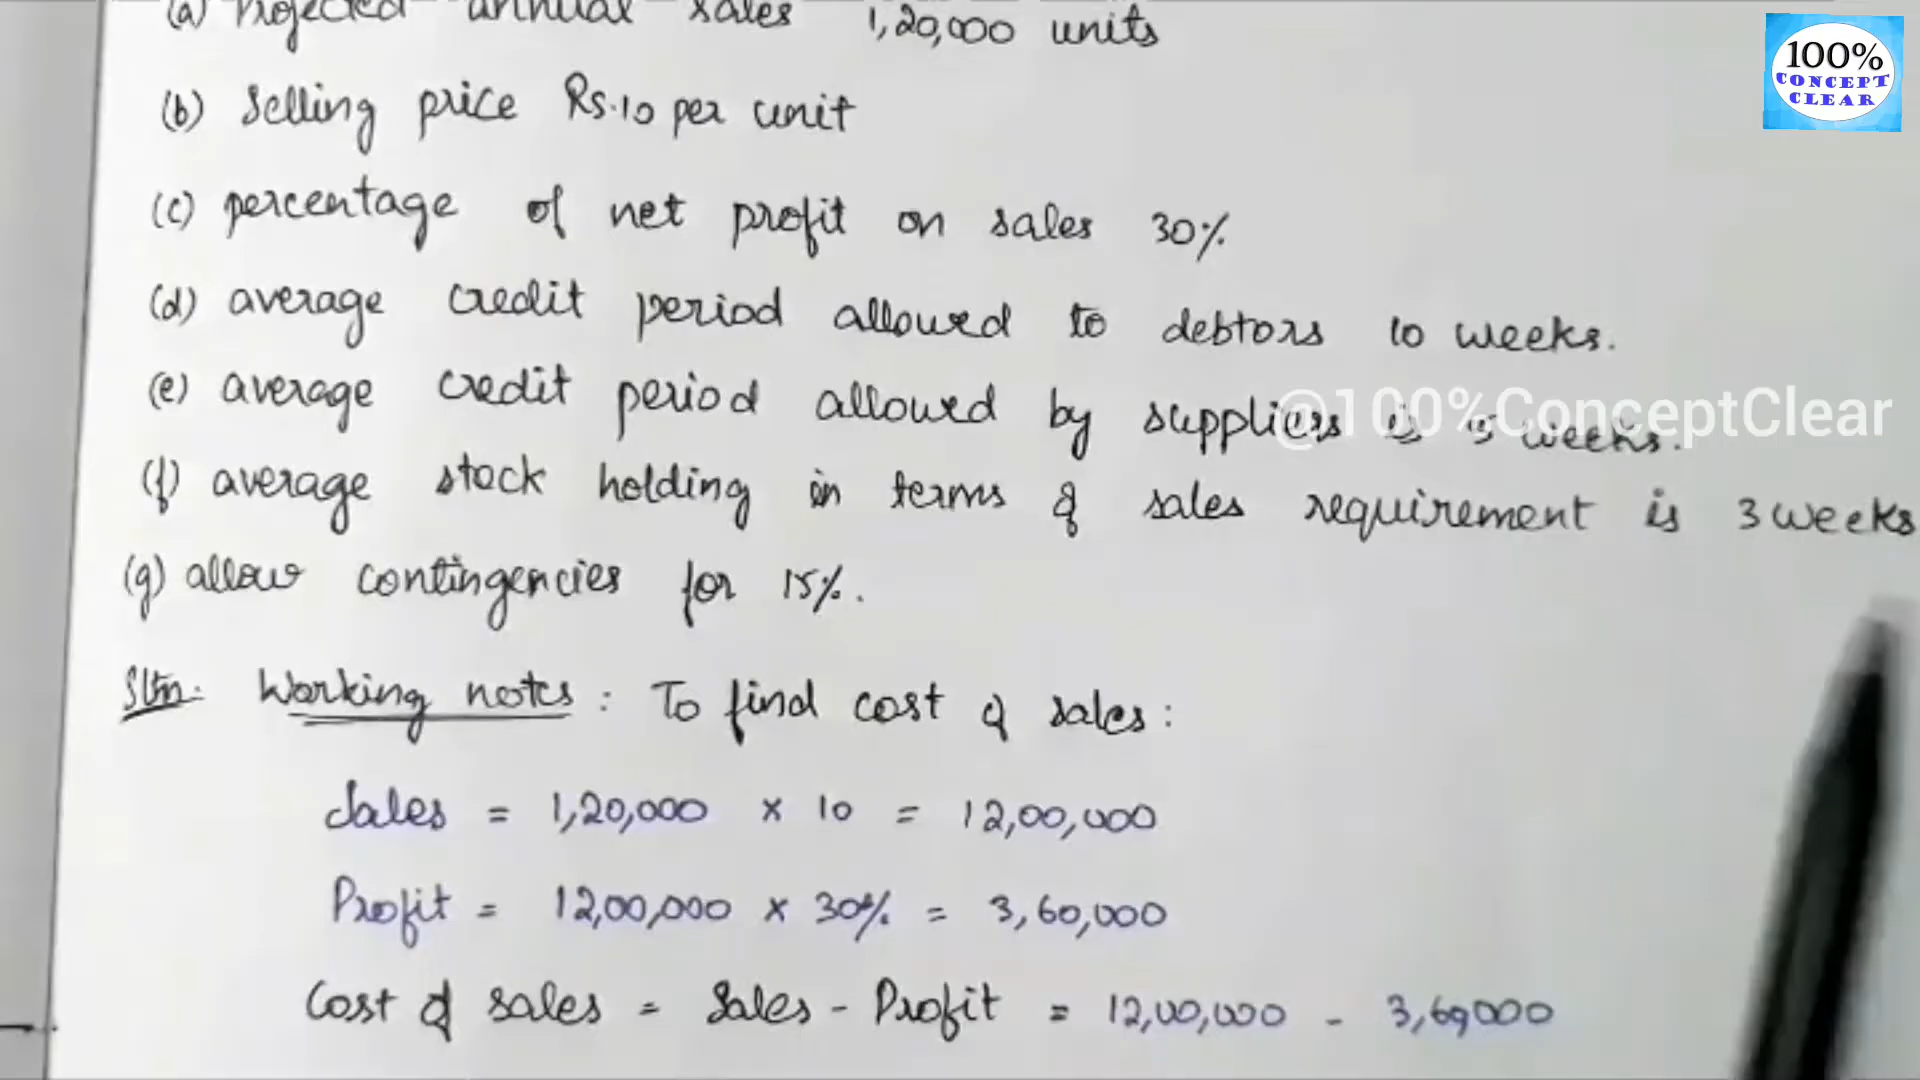 (a) Projected annual sales 1,20,000 units
100%
CONCEPT
CLEAR
(b) Selling price Rs.10 per unit
(c) percentage of net profit on sales 30%
(d) average credit period allowed to debtors 10 weeks.
(e) average credit period allowed by suppliers is 5 weeks.
@100%ConceptClear
(f) average stock holding in terms of sales requirement is 3 weeks
(g) allow contingencies for 15%.
Sltn: Working notes: To find cost of sales:
Sales = 1,20,000 × 10 = 12,00,000
Profit = 12,00,000 × 30% = 3,60,000
Cost of sales = Sales - Profit = 12,00,000 - 3,60,000